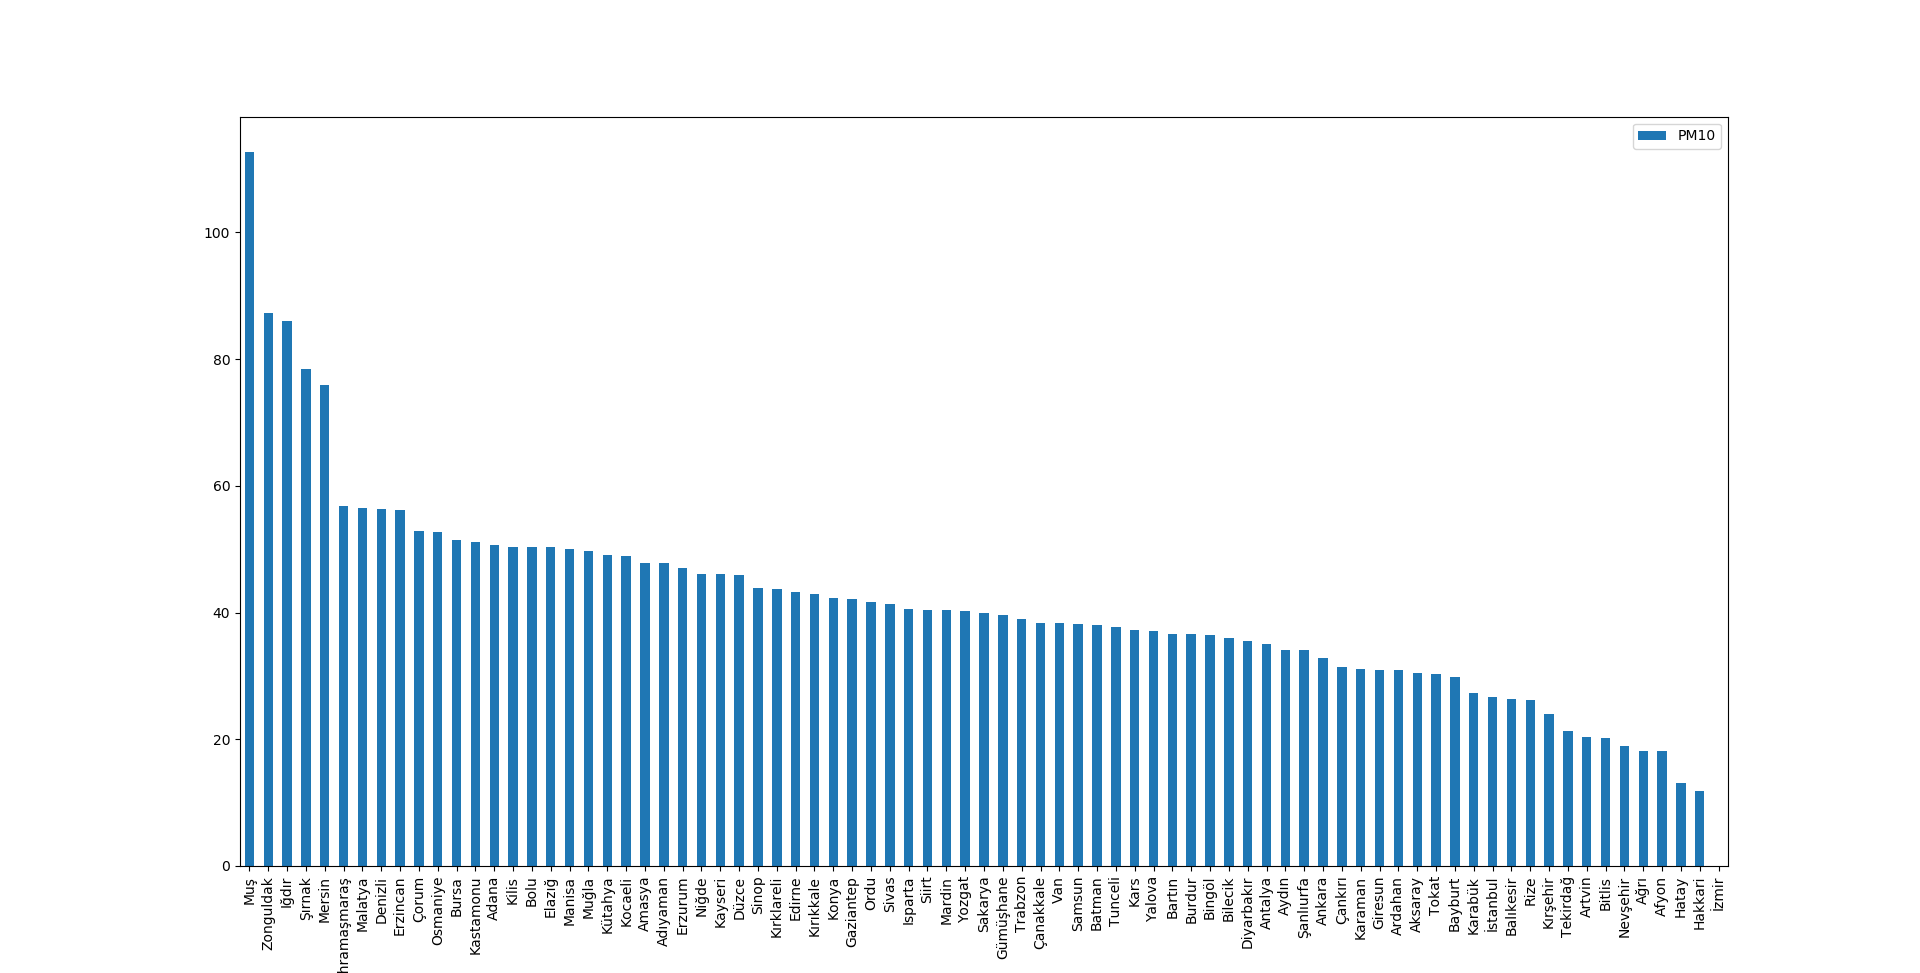 PM10
100
80
60
40
20
0
Muş
Zonguldak
Iğdır
Şırnak
Mersin
hramaşmaraş
Malatya
Denizli
Erzincan
Çorum
Osmaniye
Bursa
Kastamonu
Adana
Kilis
Bolu
Elazığ
Manisa
Muğla
Kütahya
Kocaeli
Amasya
Adıyaman
Erzurum
Niğde
Kayseri
Düzce
Sinop
Kırklareli
Edirne
Kırıkkale
Konya
Gaziantep
Ordu
Sivas
Isparta
Siirt
Mardin
Yozgat
Sakarya
Gümüşhane
Trabzon
Çanakkale
Van
Samsun
Batman
Tunceli
Kars
Yalova
Bartın
Burdur
Bingöl
Bilecik
Diyarbakır
Antalya
Aydın
Şanlıurfa
Ankara
Çankırı
Karaman
Giresun
Ardahan
Aksaray
Tokat
Bayburt
Karabük
İstanbul
Balıkesir
Rize
Kırşehir
Tekirdağ
Artvin
Bitlis
Nevşehir
Ağrı
Afyon
Hatay
Hakkari
İzmir